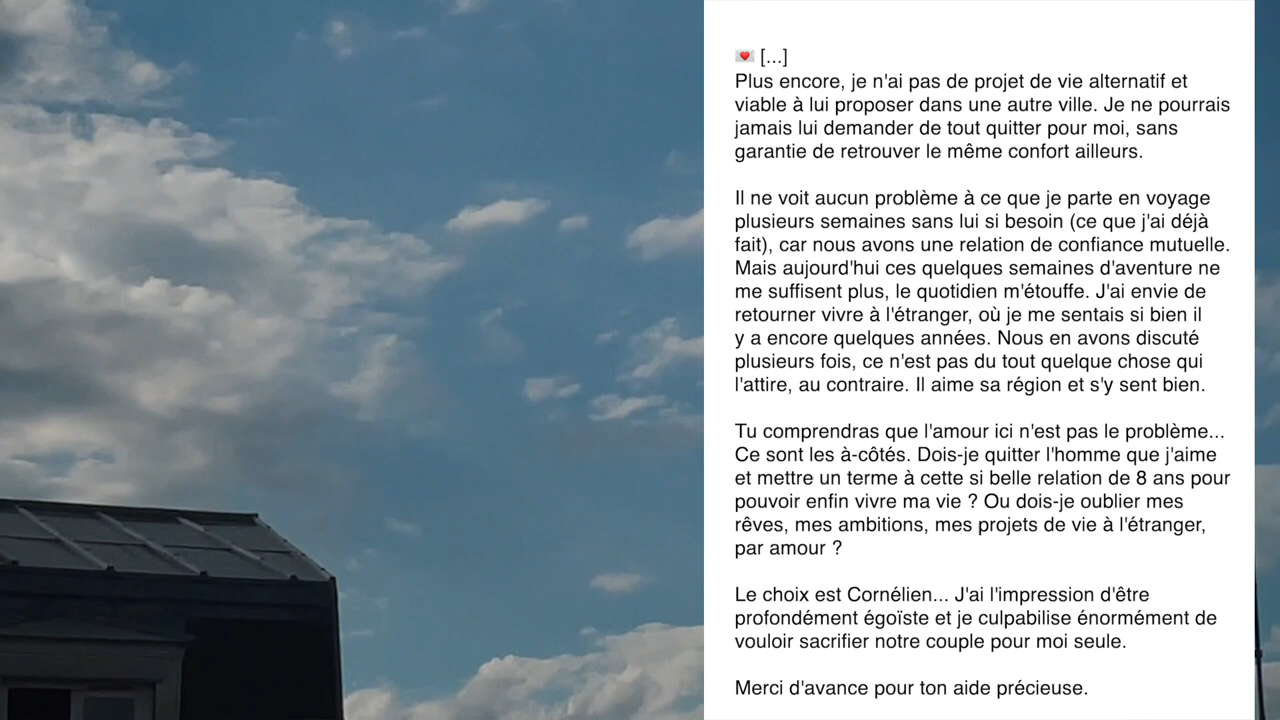 💌 [...]
Plus encore, je n'ai pas de projet de vie alternatif et
viable à lui proposer dans une autre ville. Je ne pourrais
jamais lui demander de tout quitter pour moi, sans
garantie de retrouver le même confort ailleurs.
Il ne voit aucun problème à ce que je parte en voyage
plusieurs semaines sans lui si besoin (ce que j'ai déjà
fait), car nous avons une relation de confiance mutuelle.
Mais aujourd'hui ces quelques semaines d'aventure ne
me suffisent plus, le quotidien m'étouffe. J'ai envie de
retourner vivre à l'étranger, où je me sentais si bien il
y a encore quelques années. Nous en avons discuté
plusieurs fois, ce n'est pas du tout quelque chose qui
l'attire, au contraire. Il aime sa région et s'y sent bien.
Tu comprendras que l'amour ici n'est pas le problème...
Ce sont les à-côtés. Dois-je quitter l'homme que j'aime
et mettre un terme à cette si belle relation de 8 ans pour
pouvoir enfin vivre ma vie ? Ou dois-je oublier mes
rêves, mes ambitions, mes projets de vie à l'étranger,
par amour ?
Le choix est Cornélien... J'ai l'impression d'être
profondément égoïste et je culpabilise énormément de
vouloir sacrifier notre couple pour moi seule.
Merci d'avance pour ton aide précieuse.